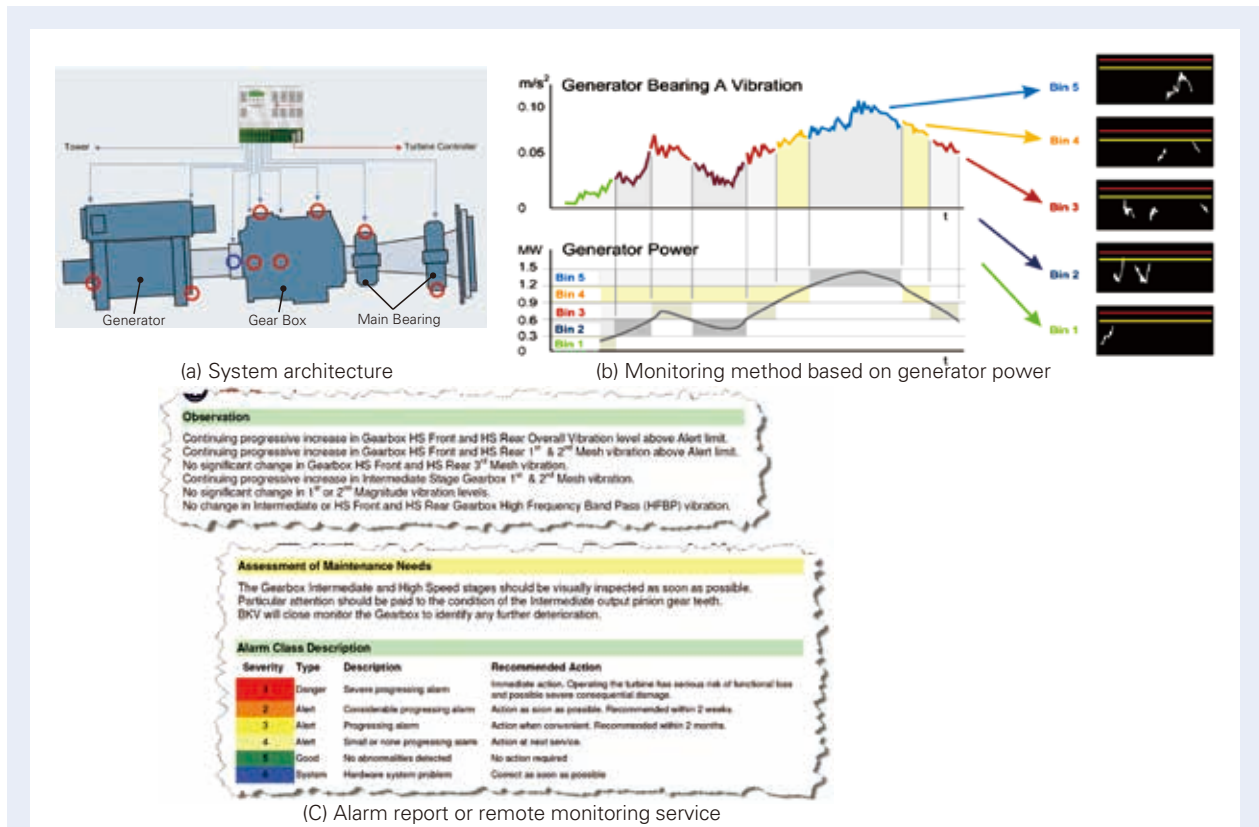 Tower
Turbine Controller
Generator
Gear Box
Main Bearing
(a) System architecture
m/s²
Generator Bearing A Vibration
0.10
0.05
0
t
MW
Generator Power
1.5
Bin 5
1.2
Bin 4
0.9
Bin 3
0.6
Bin 2
0.3
Bin 1
t
Bin 5
Bin 4
Bin 3
Bin 2
Bin 1
(b) Monitoring method based on generator power
Observation
Continuing progressive increase in Gearbox HS Front and HS Rear Overall Vibration level above Alert limit.
Continuing progressive increase in Gearbox HS Front and HS Rear 1st & 2nd Mesh vibration above Alert limit.
No significant change in Gearbox HS Front and HS Rear 3rd Mesh vibration.
Continuing progressive increase in Intermediate Stage Gearbox 1st & 2nd Mesh vibration.
No significant change in 1st or 2nd Magnitude vibration levels.
No change in Intermediate or HS Front and HS Rear Gearbox High Frequency Band Pass (HFBP) vibration.
Assessment of Maintenance Needs
The Gearbox Intermediate and High Speed stages should be visually inspected as soon as possible.
Particular attention should be paid to the condition of the Intermediate output pinion gear teeth.
BKV will close monitor the Gearbox to identify any further deterioration.
Alarm Class Description
Severity Type Description Recommended Action
1 Danger Severe progressing alarm Immediate action. Operating the turbine has serious risk of functional loss
and possible severe consequential damage.
2 Alert Considerable progressing alarm Action as soon as possible. Recommended within 2 weeks.
3 Alert Progressing alarm Action when convenient. Recommended within 2 months.
4 Alert Small or none progressing alarm Action at next service.
5 Good No abnormalities detected No action required
6 System Hardware system problem Correct as soon as possible
(C) Alarm report or remote monitoring service